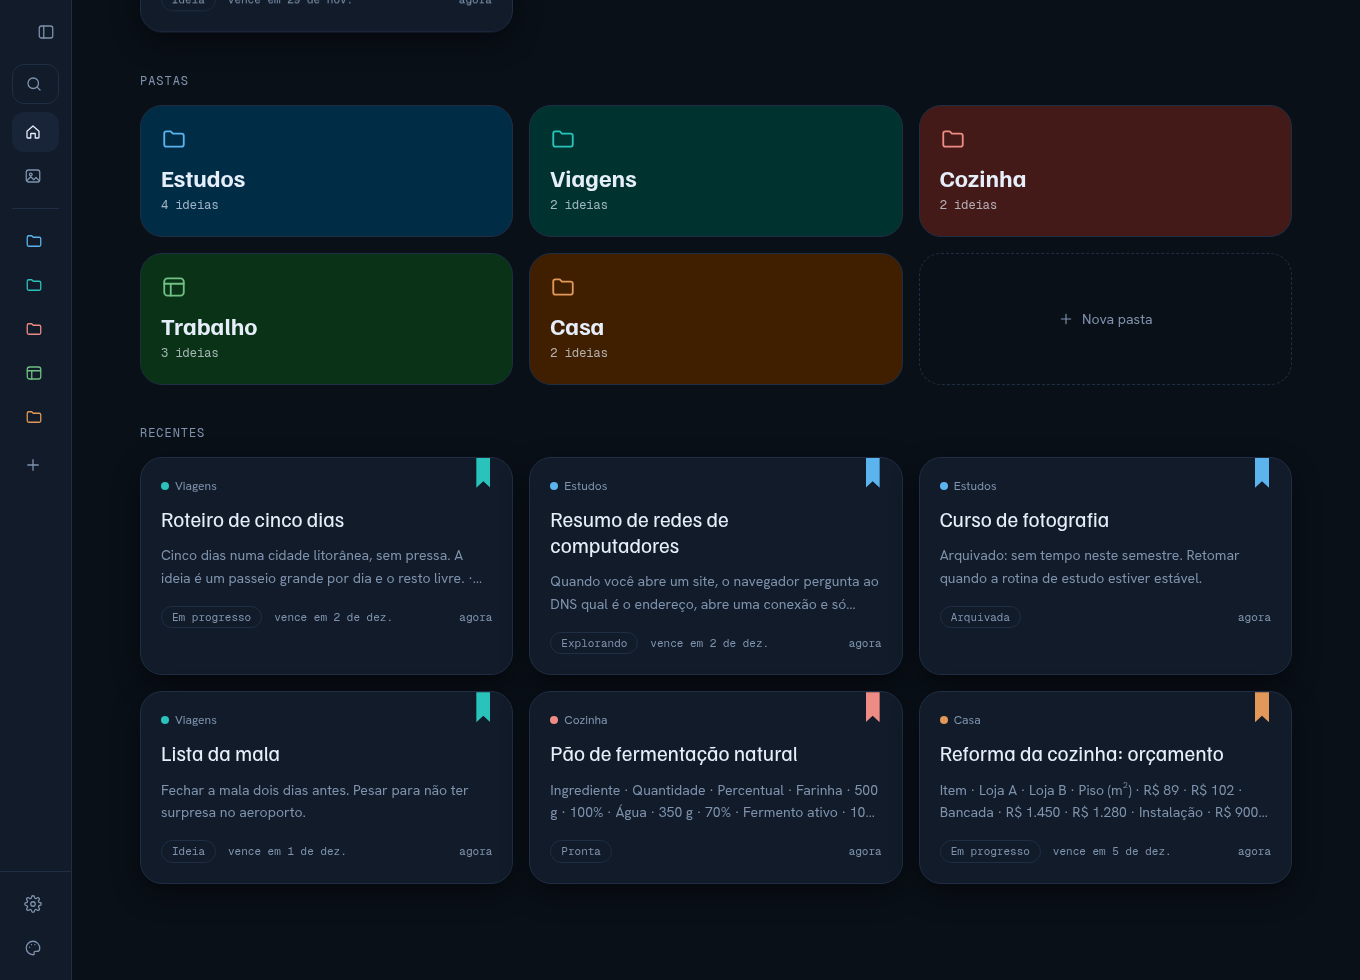 Ideia vence em 29 de nov. agora
PASTAS
Estudos
4 ideias
Viagens
2 ideias
Cozinha
2 ideias
Trabalho
3 ideias
Casa
2 ideias
Nova pasta
RECENTES
Viagens
Roteiro de cinco dias
Cinco dias numa cidade litorânea, sem pressa. A
ideia é um passeio grande por dia e o resto livre. ·…
Em progresso vence em 2 de dez. agora
Estudos
Resumo de redes de
computadores
Quando você abre um site, o navegador pergunta ao
DNS qual é o endereço, abre uma conexão e só…
Explorando vence em 2 de dez. agora
Estudos
Curso de fotografia
Arquivado: sem tempo neste semestre. Retomar
quando a rotina de estudo estiver estável.
Arquivada agora
Viagens
Lista da mala
Fechar a mala dois dias antes. Pesar para não ter
surpresa no aeroporto.
Ideia vence em 1 de dez. agora
Cozinha
Pão de fermentação natural
Ingrediente · Quantidade · Percentual · Farinha · 500
g · 100% · Água · 350 g · 70% · Fermento ativo · 10…
Pronta agora
Casa
Reforma da cozinha: orçamento
Item · Loja A · Loja B · Piso (m²) · R$ 89 · R$ 102 ·
Bancada · R$ 1.450 · R$ 1.280 · Instalação · R$ 900…
Em progresso vence em 5 de dez. agora